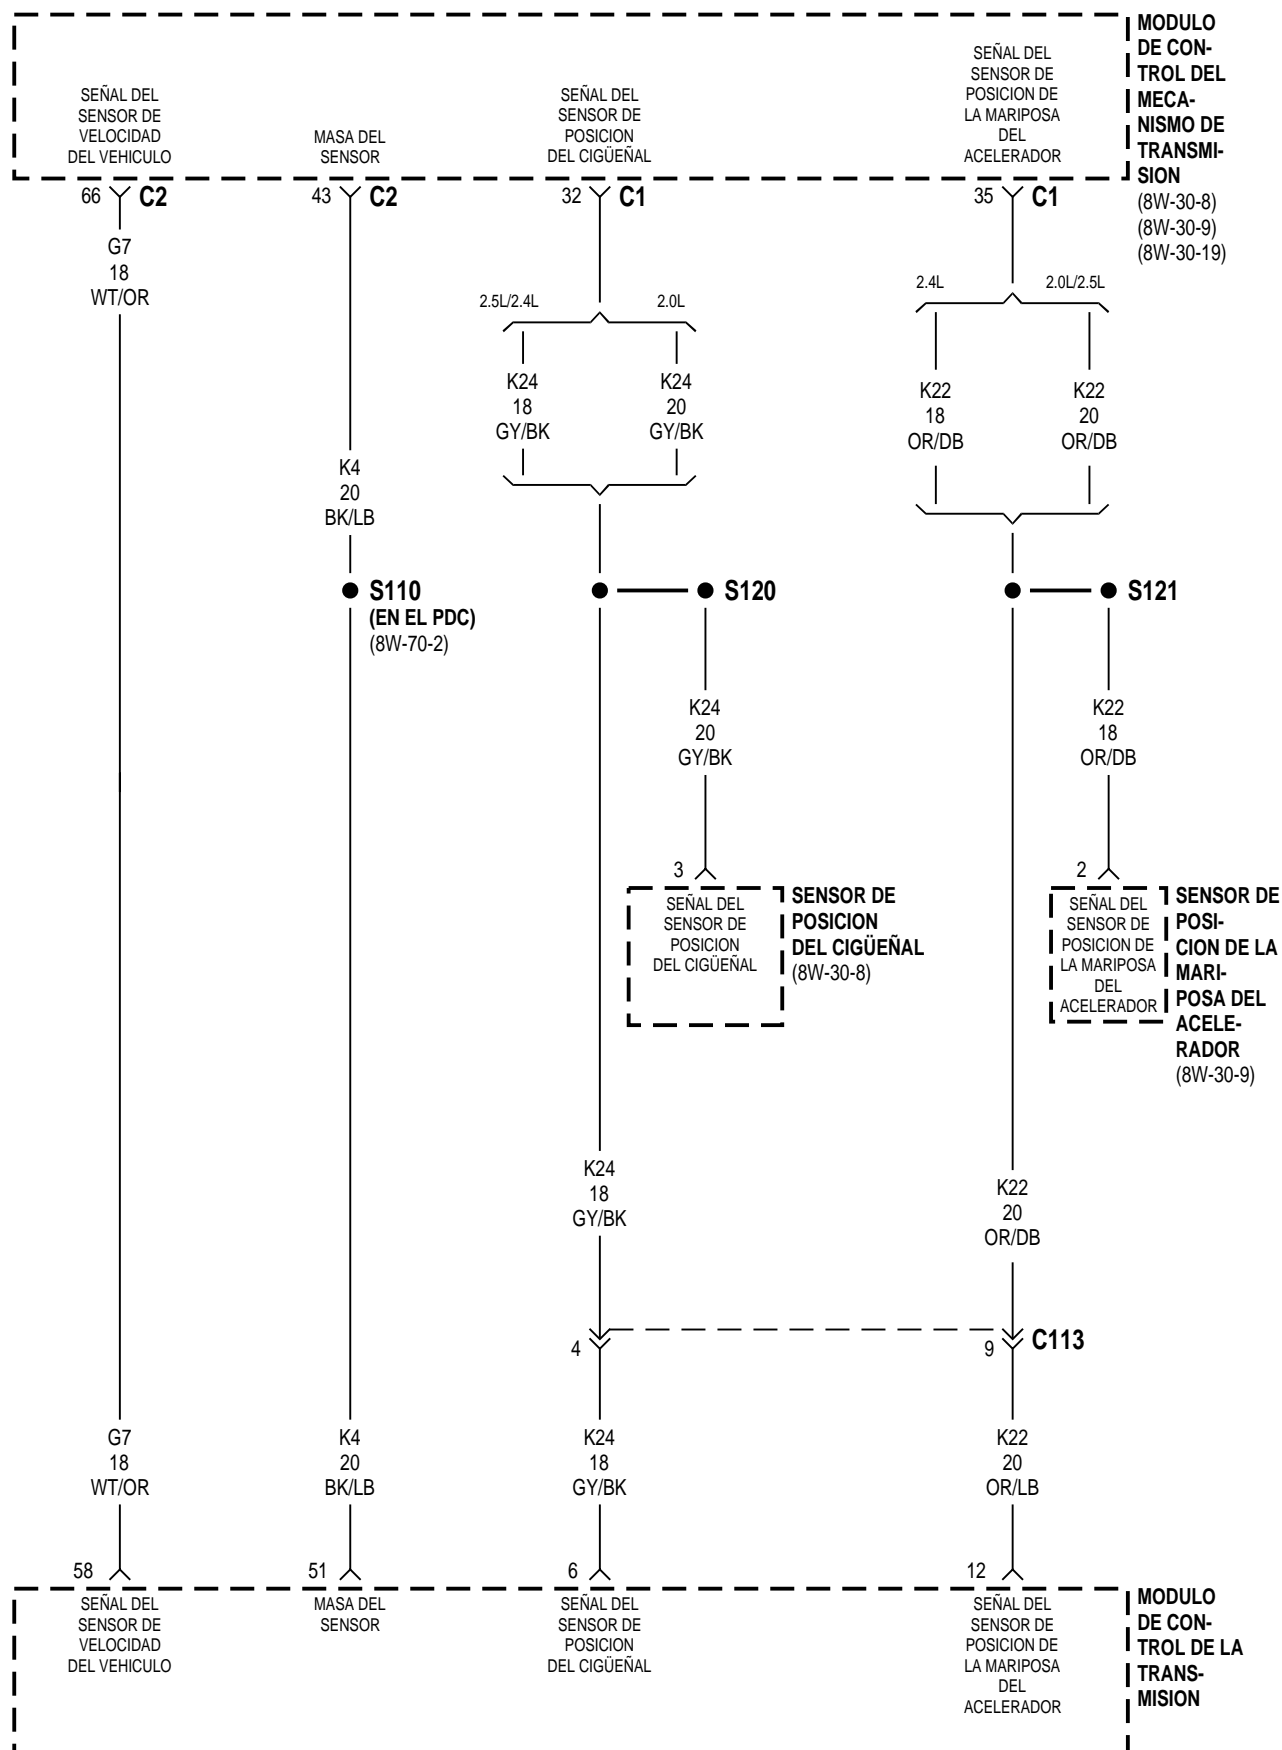 MODULO
DE CON-
TROL DEL
MECA-
NISMO DE
TRANSMI-
SION
(8W-30-8)
(8W-30-9)
(8W-30-19)
SEÑAL DEL
SENSOR DE
VELOCIDAD
DEL VEHICULO
MASA DEL
SENSOR
SEÑAL DEL
SENSOR DE
POSICION
DEL CIGÜEÑAL
SEÑAL DEL
SENSOR DE
POSICION DE
LA MARIPOSA
DEL
ACELERADOR
66 C2
43 C2
32 C1
35 C1
G7
18
WT/OR
2.5L/2.4L
2.0L
2.4L
2.0L/2.5L
K24
18
GY/BK
K24
20
GY/BK
K22
18
OR/DB
K22
20
OR/DB
K4
20
BK/LB
S110
(EN EL PDC)
(8W-70-2)
S120
S121
K24
20
GY/BK
K22
18
OR/DB
3
2
SEÑAL DEL
SENSOR DE
POSICION
DEL CIGÜEÑAL
SENSOR DE
POSICION
DEL CIGÜEÑAL
(8W-30-8)
SEÑAL DEL
SENSOR DE
POSICION DE
LA MARIPOSA
DEL
ACELERADOR
SENSOR DE
POSI-
CION DE LA
MARI-
POSA DEL
ACELE-
RADOR
(8W-30-9)
K24
18
GY/BK
K22
20
OR/DB
4
9
C113
G7
18
WT/OR
K4
20
BK/LB
K24
18
GY/BK
K22
20
OR/LB
58
51
6
12
SEÑAL DEL
SENSOR DE
VELOCIDAD
DEL VEHICULO
MASA DEL
SENSOR
SEÑAL DEL
SENSOR DE
POSICION
DEL CIGÜEÑAL
SEÑAL DEL
SENSOR DE
POSICION DE
LA MARIPOSA
DEL
ACELERADOR
MODULO
DE CON-
TROL DE LA
TRANS-
MISION